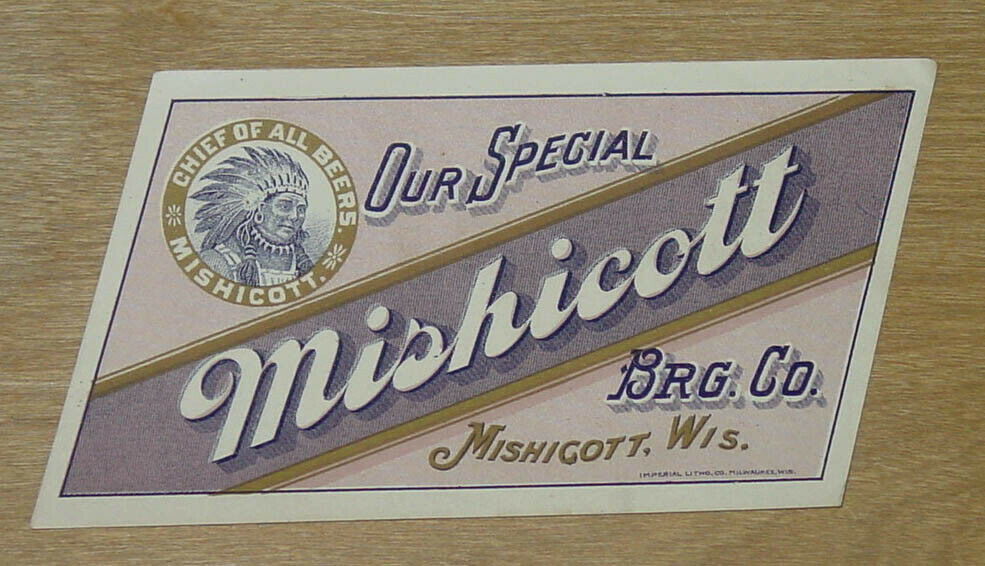 CHIEF OF ALL BEERS.
MISHICOTT.
OUR SPECIAL
Mishicott
BRG. CO.
MISHICOTT, WIS.
IMPERIAL LITHO. CO. MILWAUKEE, WIS.